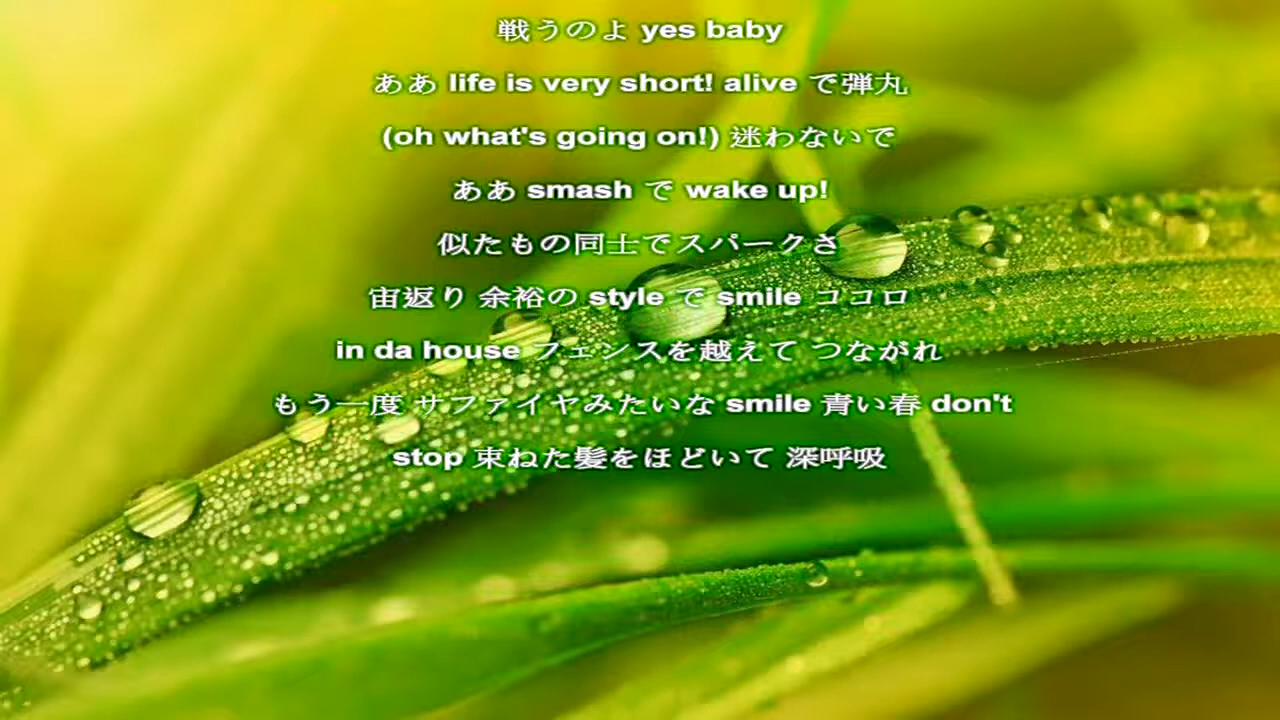 戦うのよ yes baby
ああ life is very short! alive で弾丸
(oh what's going on!) 迷わないで
ああ smash で wake up!
似たもの同士でスパークさ
宙返り 余裕の style で smile ココロ
in da house フェンスを越えて つながれ
もう一度 サファイヤみたいな smile 青い春 don't
stop 束ねた髪をほどいて 深呼吸